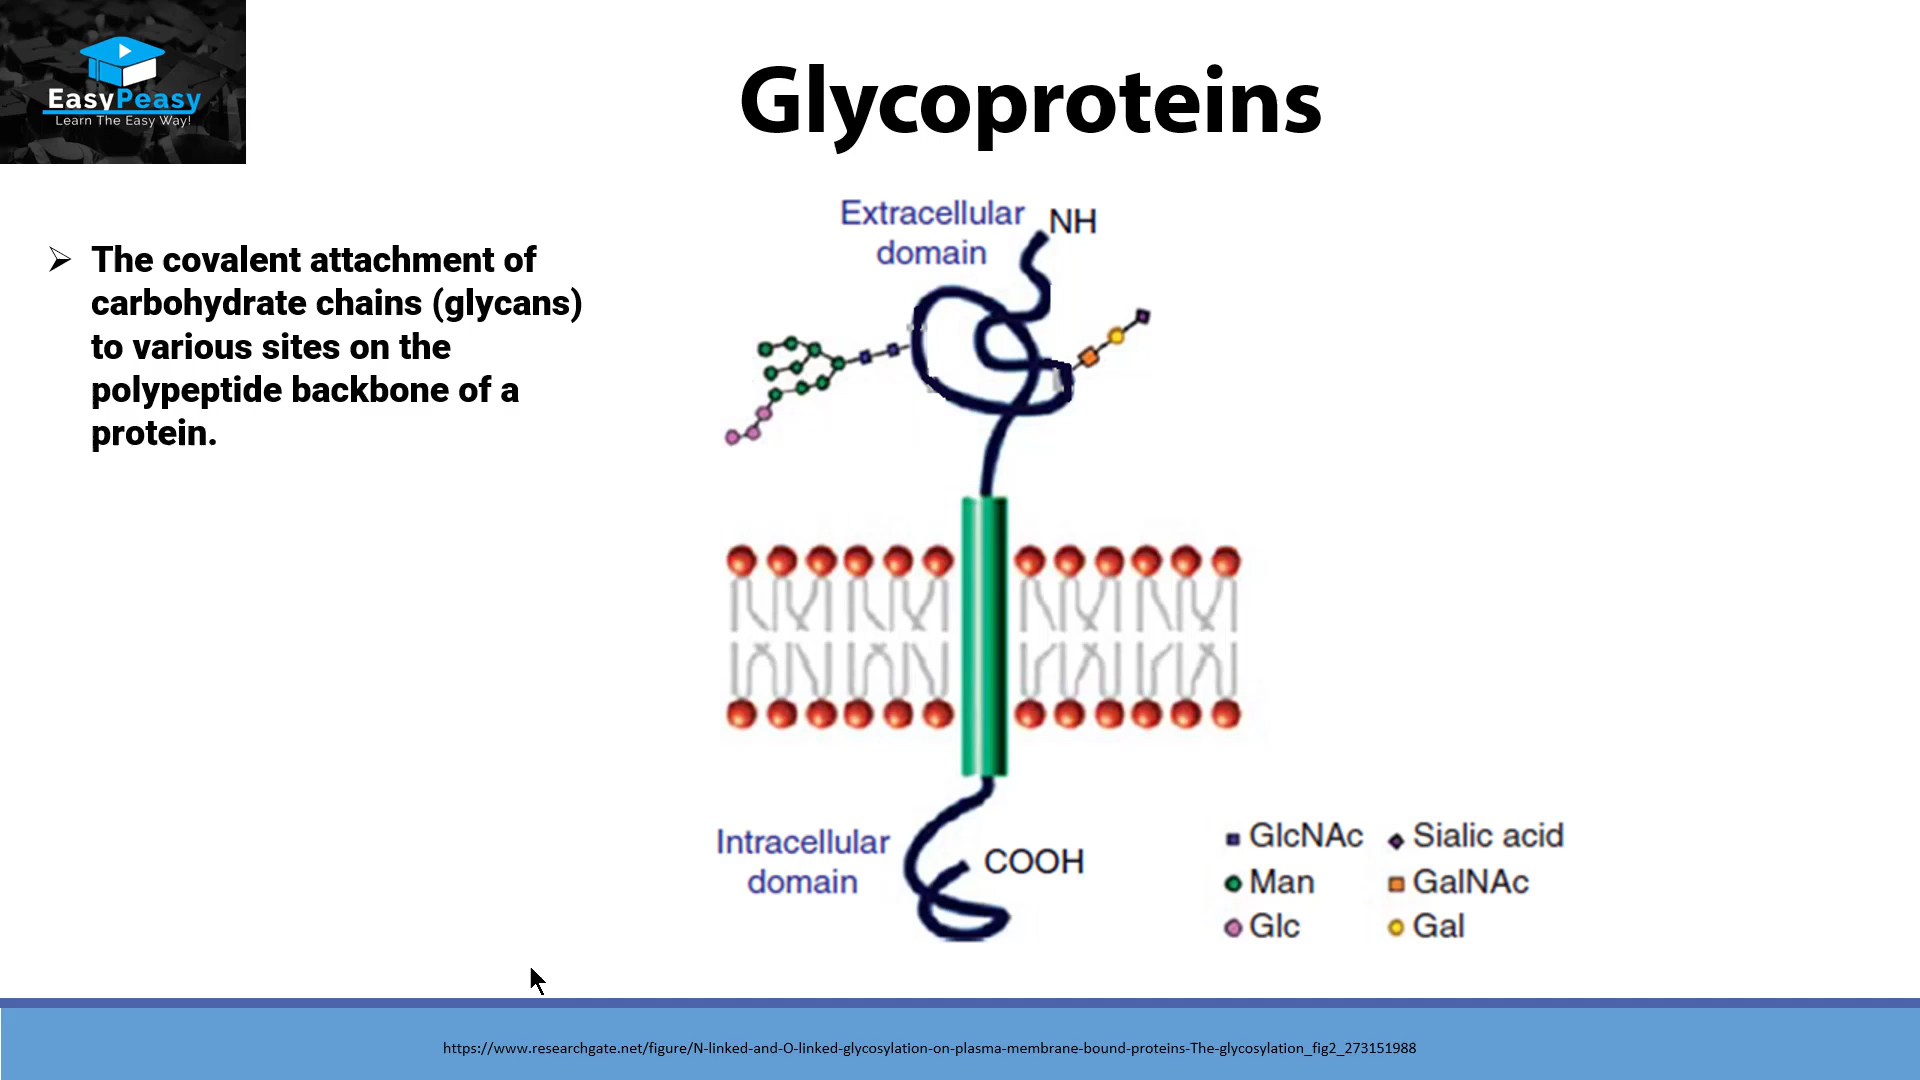 EasyPeasy
Learn The Easy Way!
Glycoproteins
➢ The covalent attachment of
carbohydrate chains (glycans)
to various sites on the
polypeptide backbone of a
protein.
Extracellular
domain
NH
Intracellular
domain
COOH
GlcNAc
Sialic acid
Man
GalNAc
Glc
Gal
https://www.researchgate.net/figure/N-linked-and-O-linked-glycosylation-on-plasma-membrane-bound-proteins-The-glycosylation_fig2_273151988